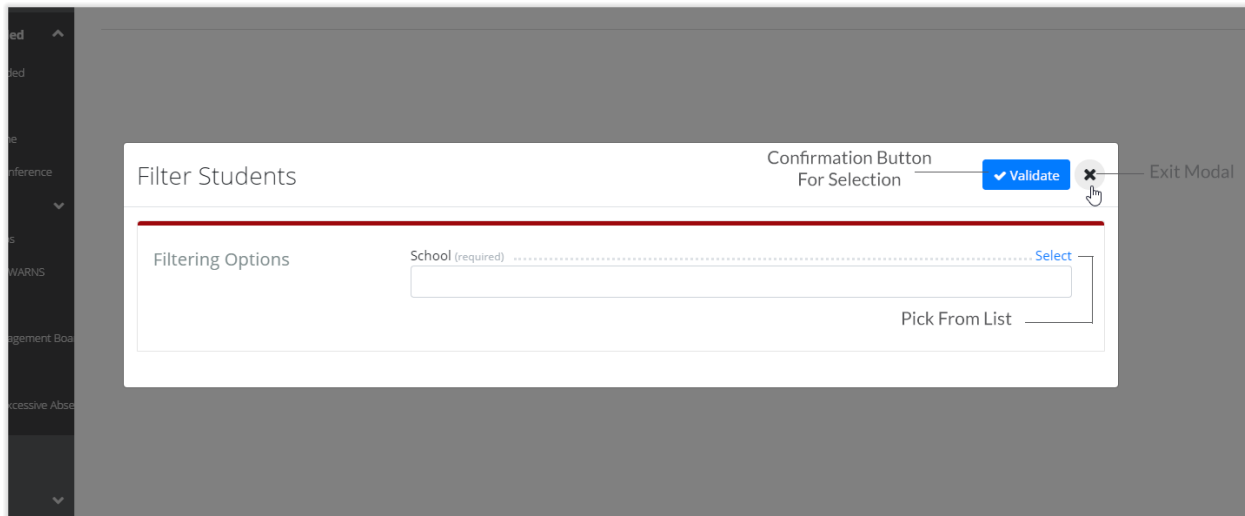 ed
ded
ne
nference
s
WARNS
agement Boa
xcessive Abse
Filter Students
Confirmation Button
For Selection
Validate
Exit Modal
Filtering Options
School (required)
Select
Pick From List